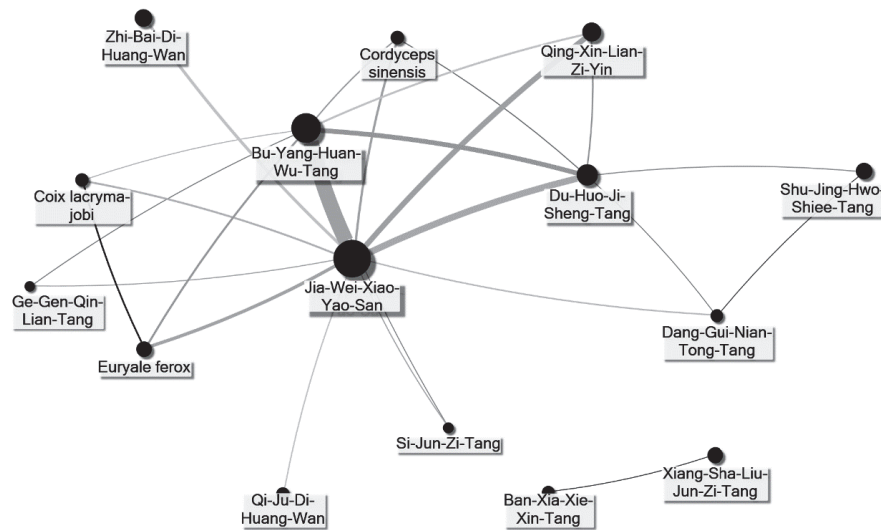 Zhi-Bai-Di-
Huang-Wan
Cordyceps
sinensis
Qing-Xin-Lian-
Zi-Yin
Bu-Yang-Huan-
Wu-Tang
Coix lacryma-
jobi
Du-Huo-Ji-
Sheng-Tang
Shu-Jing-Hwo-
Shiee-Tang
Jia-Wei-Xiao-
Yao-San
Ge-Gen-Qin-
Lian-Tang
Dang-Gui-Nian-
Tong-Tang
Euryale ferox
Si-Jun-Zi-Tang
Xiang-Sha-Liu-
Jun-Zi-Tang
Qi-Ju-Di-
Huang-Wan
Ban-Xia-Xie-
Xin-Tang